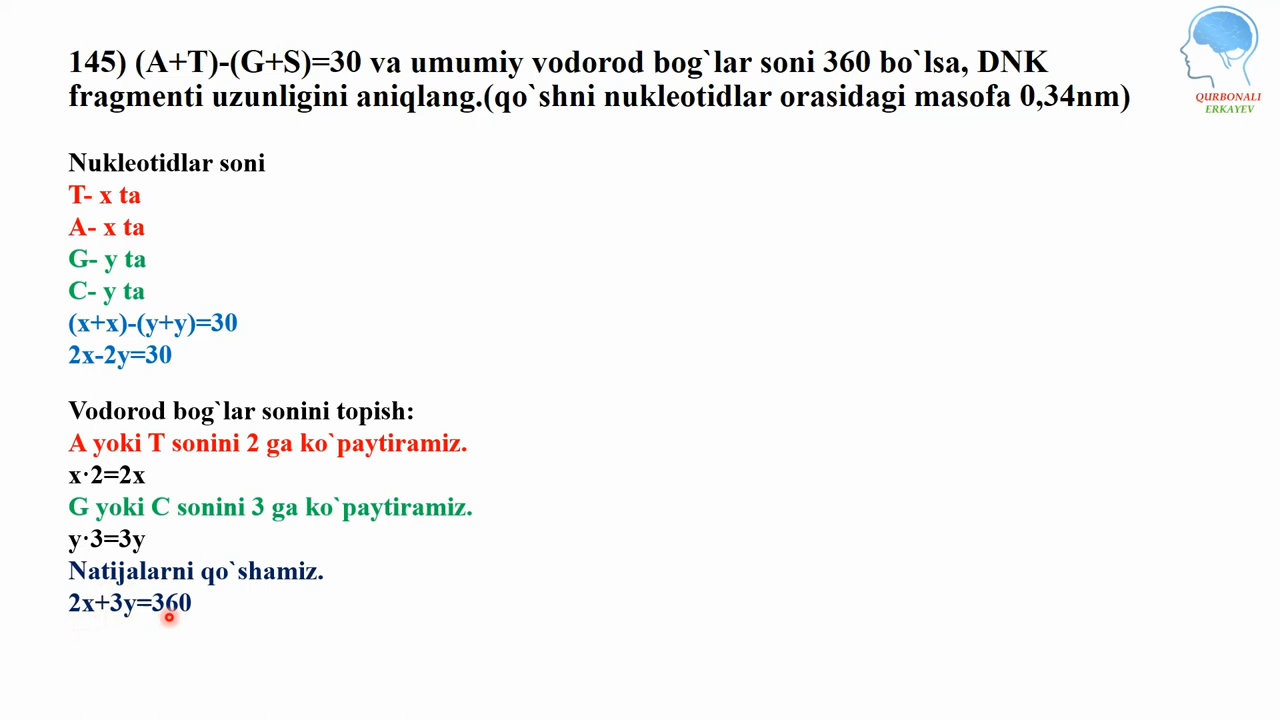 145) (A+T)-(G+S)=30 va umumiy vodorod bog`lar soni 360 bo`lsa, DNK
fragmenti uzunligini aniqlang.(qo`shni nukleotidlar orasidagi masofa 0,34nm)
QURBONALI
ERKAYEV
Nukleotidlar soni
T- x ta
A- x ta
G- y ta
C- y ta
(x+x)-(y+y)=30
2x-2y=30
Vodorod bog`lar sonini topish:
A yoki T sonini 2 ga ko`paytiramiz.
x·2=2x
G yoki C sonini 3 ga ko`paytiramiz.
y·3=3y
Natijalarni qo`shamiz.
2x+3y=360